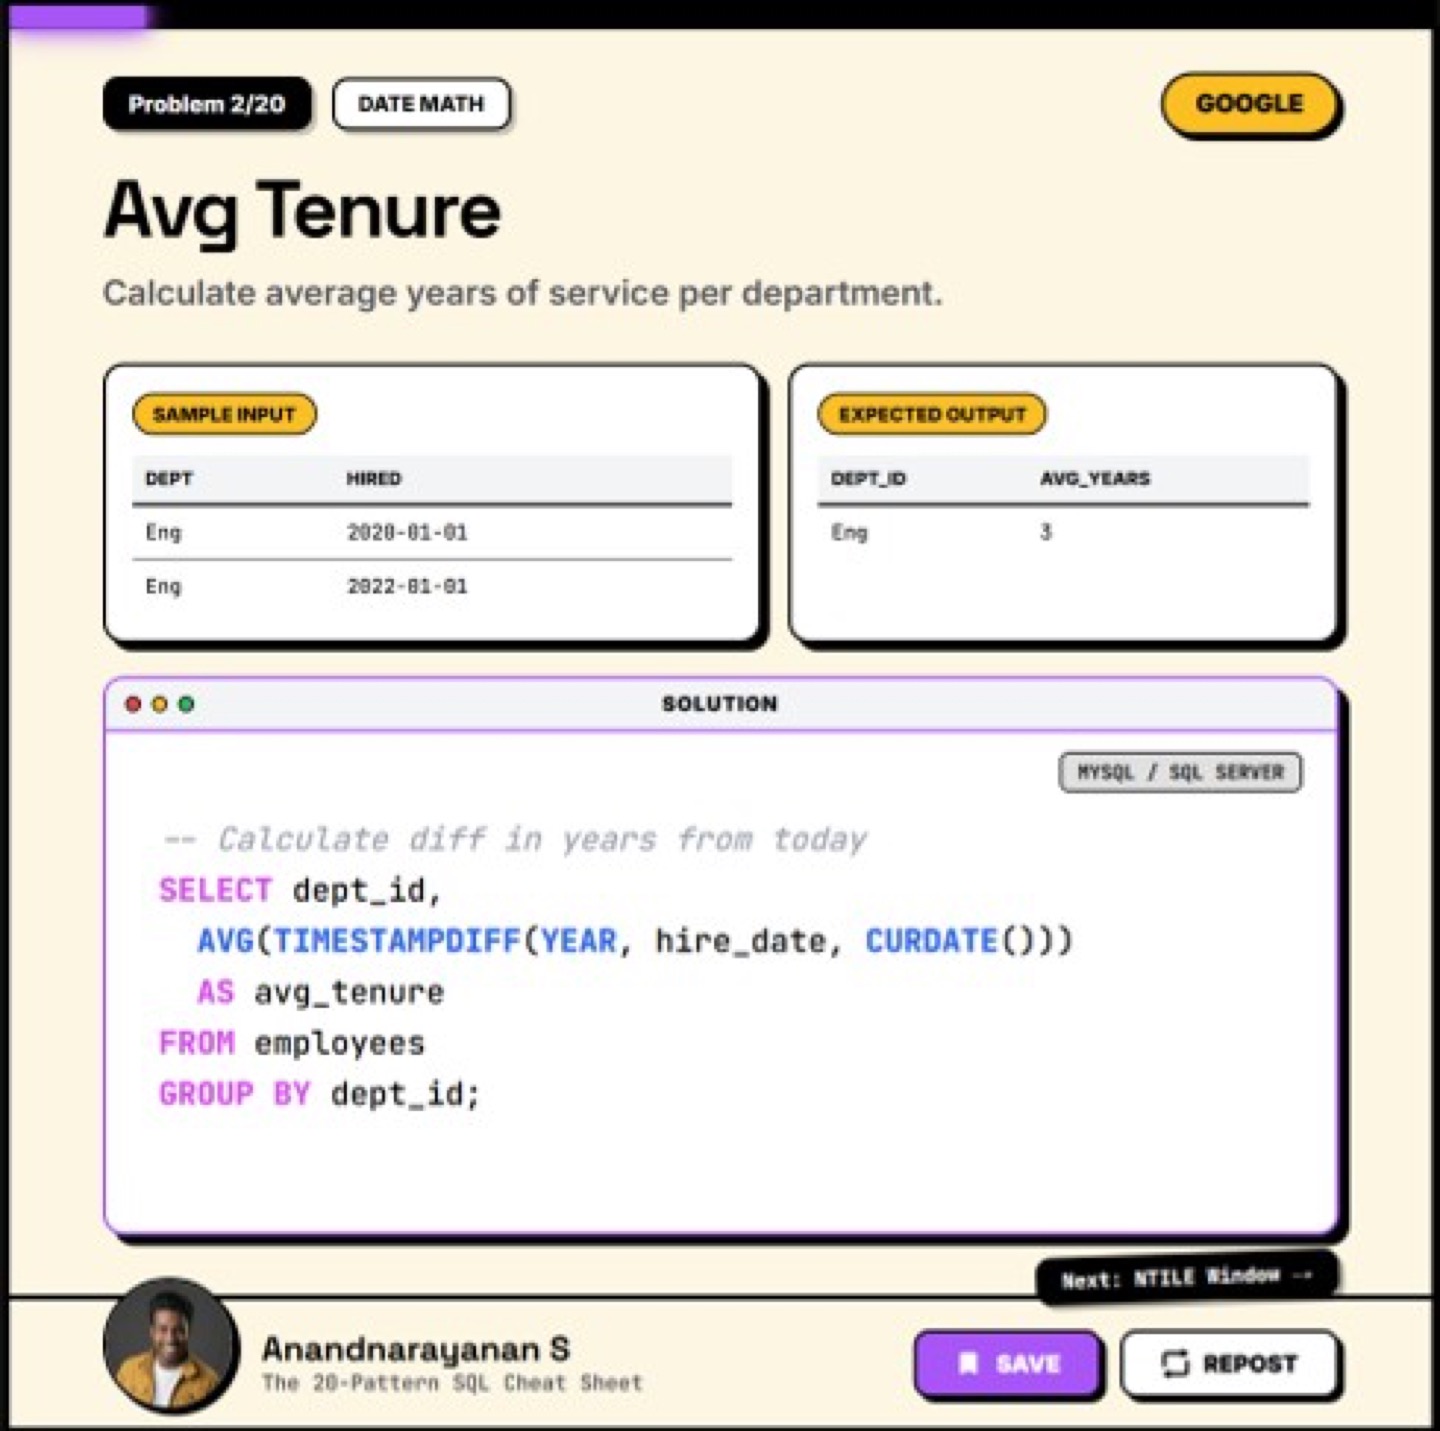 Problem 2/20
DATE MATH
GOOGLE
Avg Tenure
Calculate average years of service per department.
SAMPLE INPUT
DEPT HIRED
Eng 2020-01-01
Eng 2022-01-01
EXPECTED OUTPUT
DEPT_ID AVG_YEARS
Eng 3
SOLUTION
MYSQL / SQL SERVER
-- Calculate diff in years from today
SELECT dept_id,
AVG(TIMESTAMPDIFF(YEAR, hire_date, CURDATE()))
AS avg_tenure
FROM employees
GROUP BY dept_id;
Next: NTILE Window →
Anandnarayanan S
The 20-Pattern SQL Cheat Sheet
SAVE
REPOST